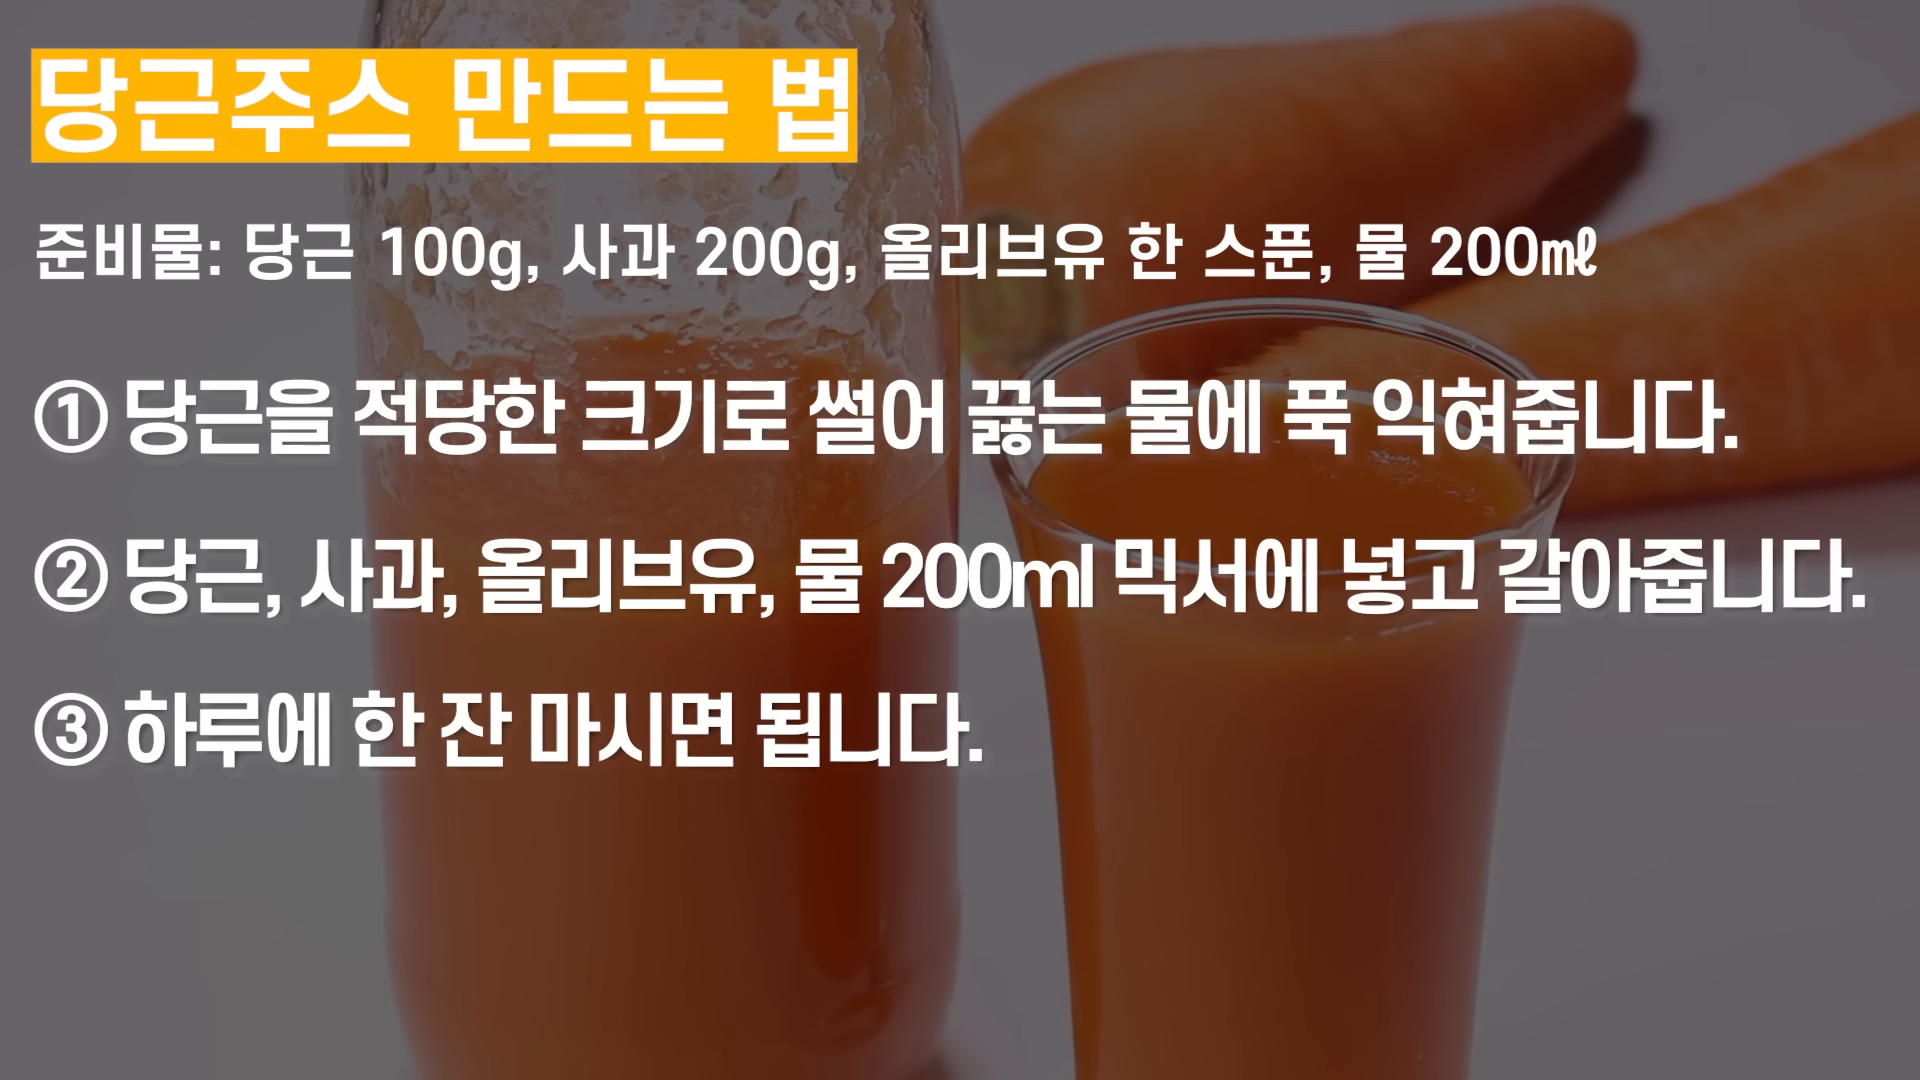 당근주스 만드는 법
준비물: 당근 100g, 사과 200g, 올리브유 한 스푼, 물 200㎖
① 당근을 적당한 크기로 썰어 끓는 물에 푹 익혀줍니다.
② 당근, 사과, 올리브유, 물 200ml 믹서에 넣고 갈아줍니다.
③ 하루에 한 잔 마시면 됩니다.